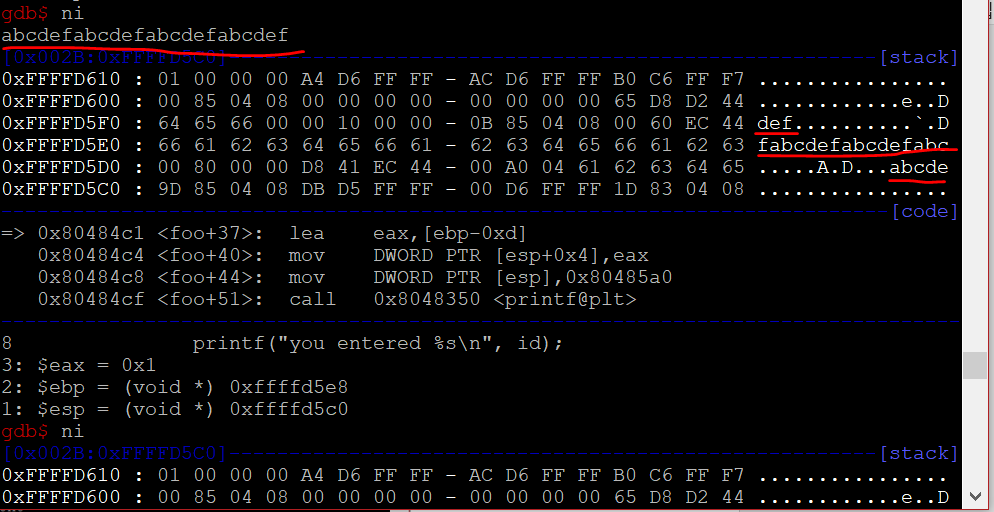 gdb$ ni
abcdefabcdefabcdefabcdef
[0x002B:0xFFFFD5C0] [stack]
0xFFFFD610 : 01 00 00 00 A4 D6 FF FF - AC D6 FF FF B0 C6 FF F7 ................
0xFFFFD600 : 00 85 04 08 00 00 00 00 - 00 00 00 00 65 D8 D2 44 ............e..D
0xFFFFD5F0 : 64 65 66 00 00 10 00 00 - 0B 85 04 08 00 60 EC 44 def..........`.D
0xFFFFD5E0 : 66 61 62 63 64 65 66 61 - 62 63 64 65 66 61 62 63 fabcdefabcdefabc
0xFFFFD5D0 : 00 80 00 00 D8 41 EC 44 - 00 A0 04 61 62 63 64 65 .....A.D...abcde
0xFFFFD5C0 : 9D 85 04 08 DB D5 FF FF - 00 D6 FF FF 1D 83 04 08 ................
[code]
=> 0x80484c1 <foo+37>: lea eax,[ebp-0xd]
0x80484c4 <foo+40>: mov DWORD PTR [esp+0x4],eax
0x80484c8 <foo+44>: mov DWORD PTR [esp],0x80485a0
0x80484cf <foo+51>: call 0x8048350 <printf@plt>
8 printf("you entered %s\n", id);
3: $eax = 0x1
2: $ebp = (void *) 0xffffd5e8
1: $esp = (void *) 0xffffd5c0
gdb$ ni
[0x002B:0xFFFFD5C0] [stack]
0xFFFFD610 : 01 00 00 00 A4 D6 FF FF - AC D6 FF FF B0 C6 FF F7 ................
0xFFFFD600 : 00 85 04 08 00 00 00 00 - 00 00 00 00 65 D8 D2 44 ............e..D